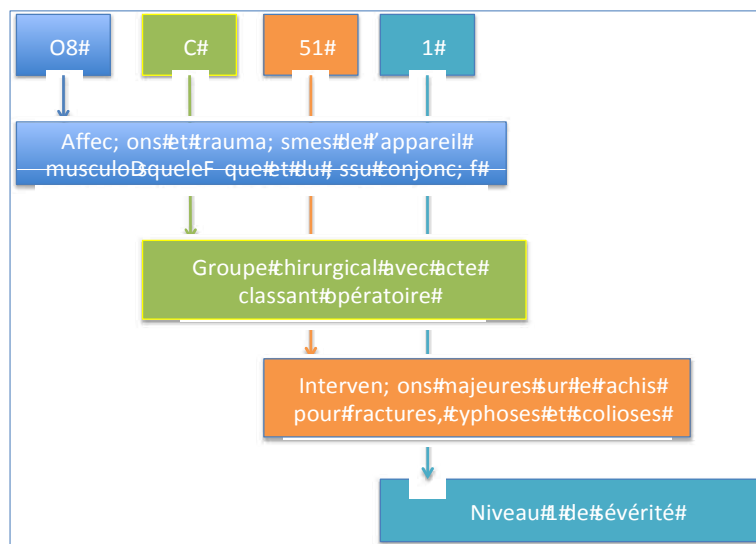 O8# C# 51# 1#
Affec; ons#et#trauma; smes#de#l'appareil#
musculoDsqueleF que#et#du#; ssu#conjonc; f#
Groupe#chirurgical#avec#acte#
classant#opératoire#
Interven; ons#majeures#sur#le#rachis#
pour#fractures,#cyphoses#et#scolioses#
Niveau#1#de#sévérité#